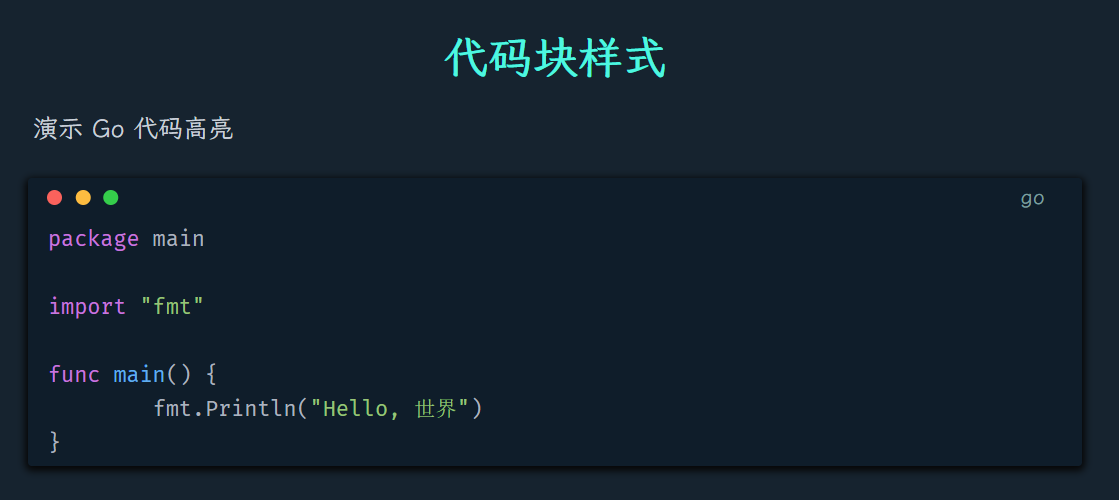 代码块样式
演示 Go 代码高亮
go
package main
import "fmt"
func main() {
        fmt.Println("Hello, 世界")
}